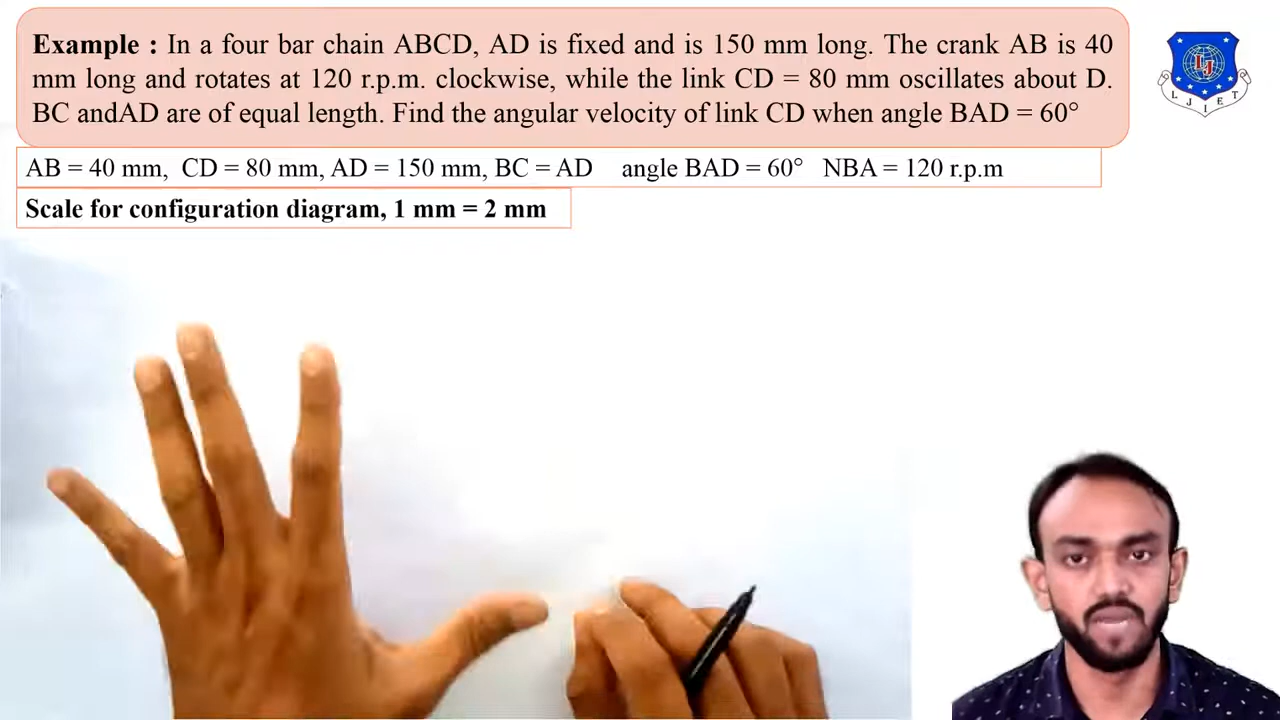 Example : In a four bar chain ABCD, AD is fixed and is 150 mm long. The crank AB is 40
mm long and rotates at 120 r.p.m. clockwise, while the link CD = 80 mm oscillates about D.
BC andAD are of equal length. Find the angular velocity of link CD when angle BAD = 60°
AB = 40 mm, CD = 80 mm, AD = 150 mm, BC = AD angle BAD = 60° NBA = 120 r.p.m
Scale for configuration diagram, 1 mm = 2 mm
LJIET